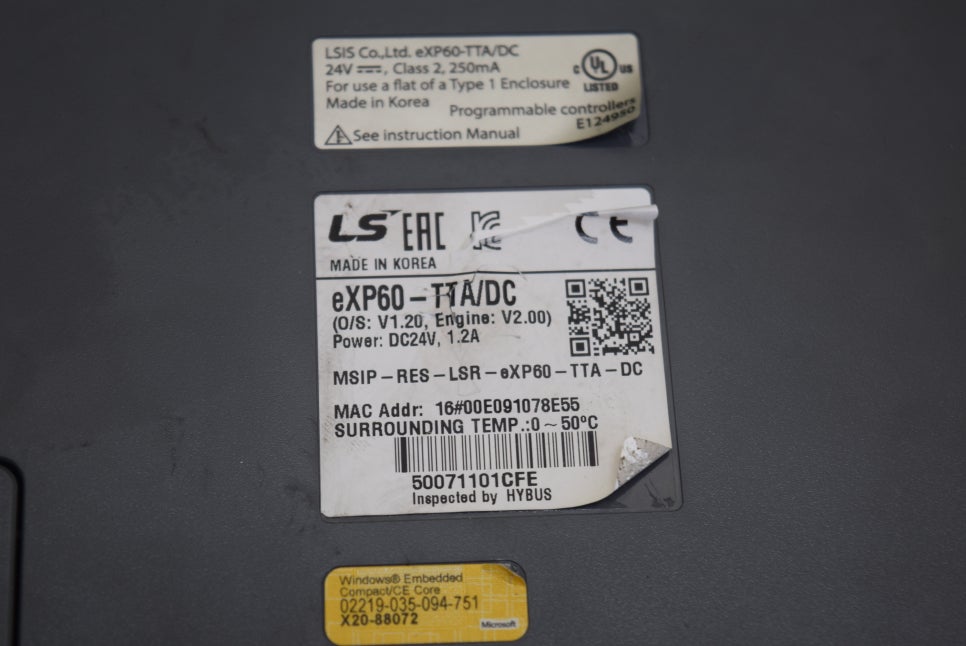 LSIS Co.,Ltd. eXP60-TTA/DC
24V ⎓, Class 2, 250mA
For use a flat of a Type 1 Enclosure
Made in Korea
C UL US
LISTED
Programmable controllers
E124950
See instruction Manual
LS EAC KC CE
MADE IN KOREA
eXP60-TTA/DC
(O/S: V1.20, Engine: V2.00)
Power: DC24V, 1.2A
MSIP-RES-LSR-eXP60-TTA-DC
MAC Addr: 16#00E091078E55
SURROUNDING TEMP.:0~50°C
50071101CFE
Inspected by HYBUS
Windows® Embedded
Compact/CE Core
02219-035-094-751
X20-88072
Microsoft